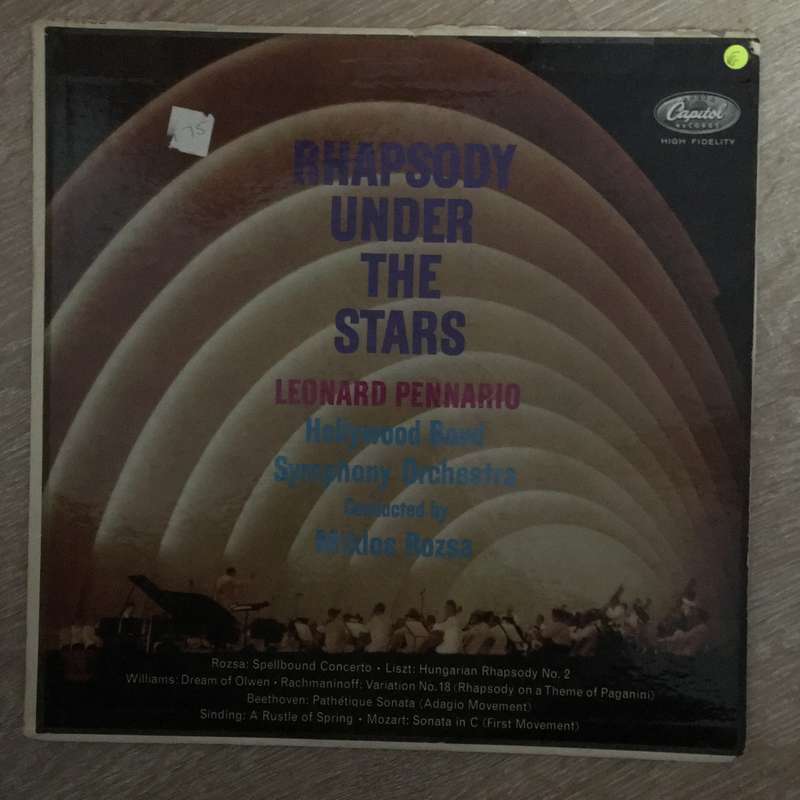 Capitol
RECORDS
HIGH FIDELITY
75
RHAPSODY
UNDER
THE
STARS
LEONARD PENNARIO
Hollywood Bowl
Symphony Orchestra
Conducted by
Miklos Rozsa
Rozsa: Spellbound Concerto • Liszt: Hungarian Rhapsody No. 2
Williams: Dream of Olwen • Rachmaninoff: Variation No.18 (Rhapsody on a Theme of Paganini)
Beethoven: Pathétique Sonata (Adagio Movement)
Sinding: A Rustle of Spring • Mozart: Sonata in C (First Movement)